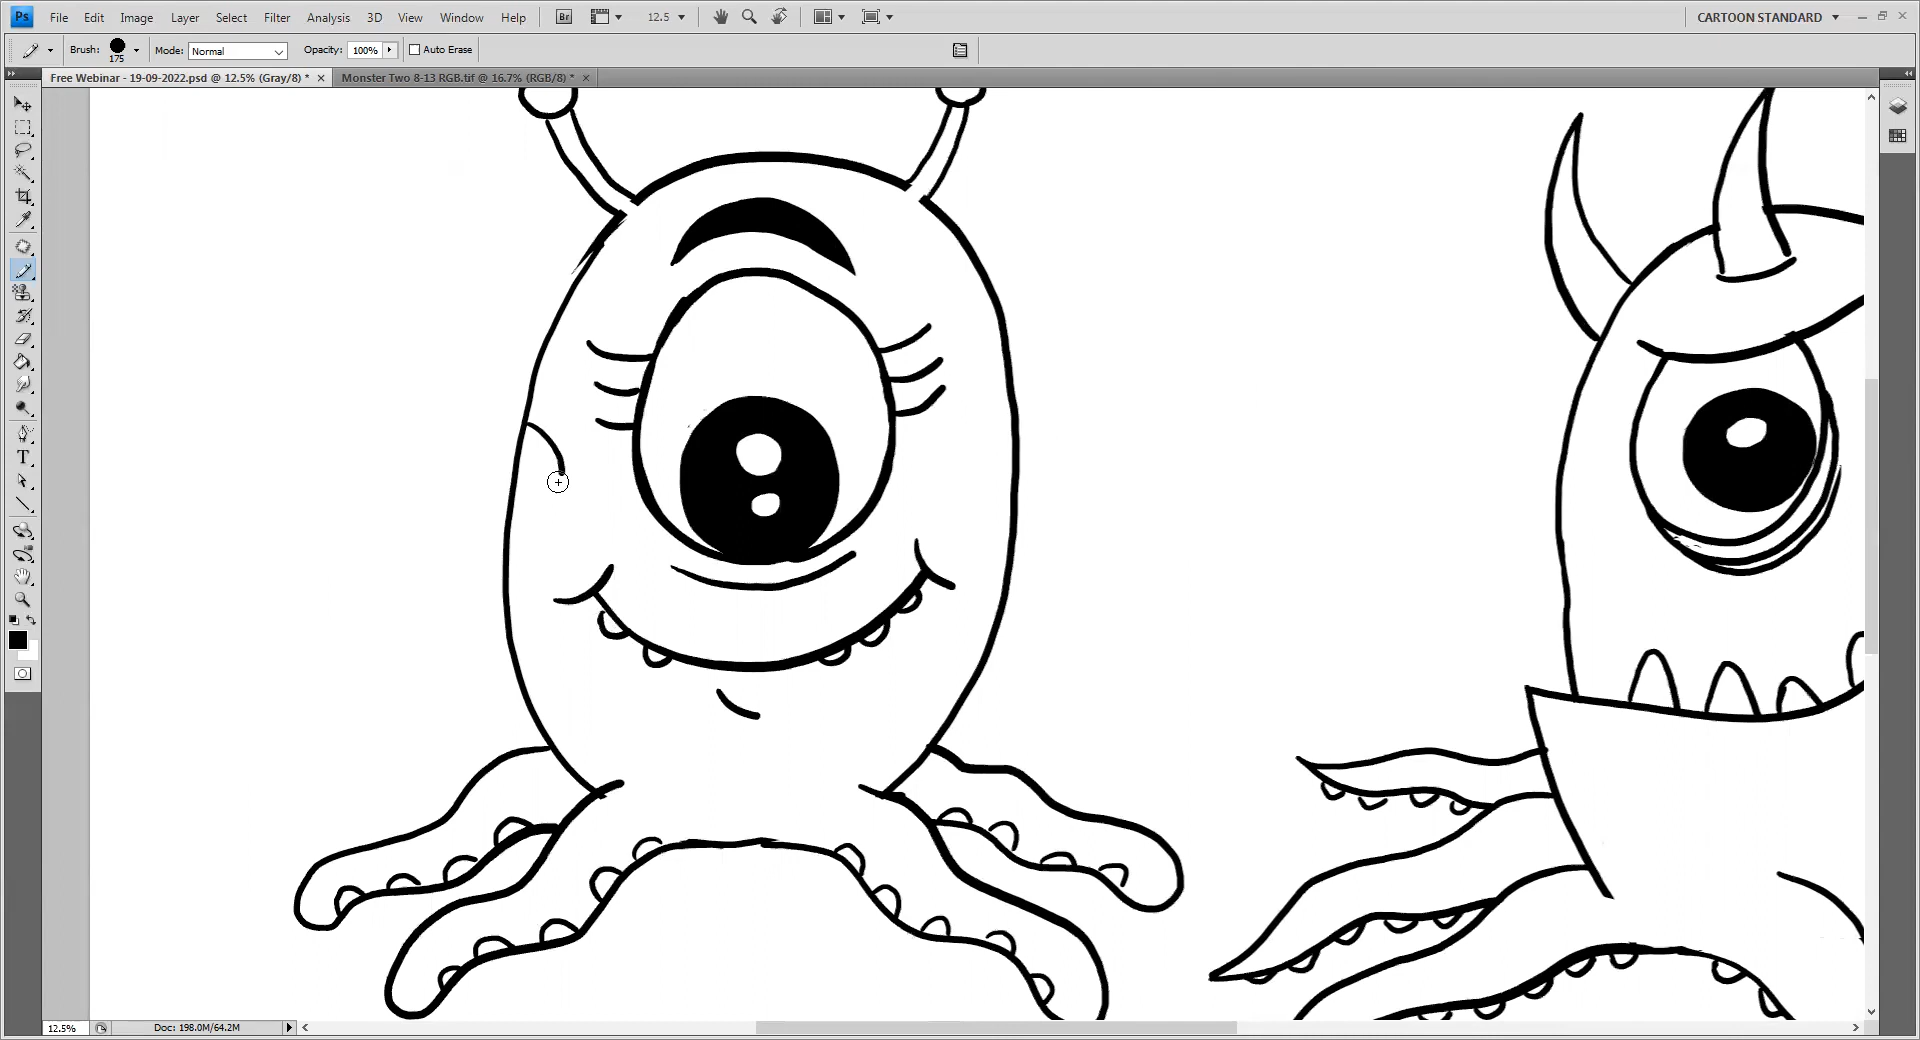 Ps File Edit Image Layer Select Filter Analysis 3D View Window Help Br 12.5 CARTOON STANDARD
Brush: 175 Mode: Normal Opacity: 100% Auto Erase
Free Webinar - 19-09-2022.psd @ 12.5% (Gray/8) * Monster Two 8-13 RGB.tif @ 16.7% (RGB/8) *
T
12.5% Doc: 198.0M/64.2M